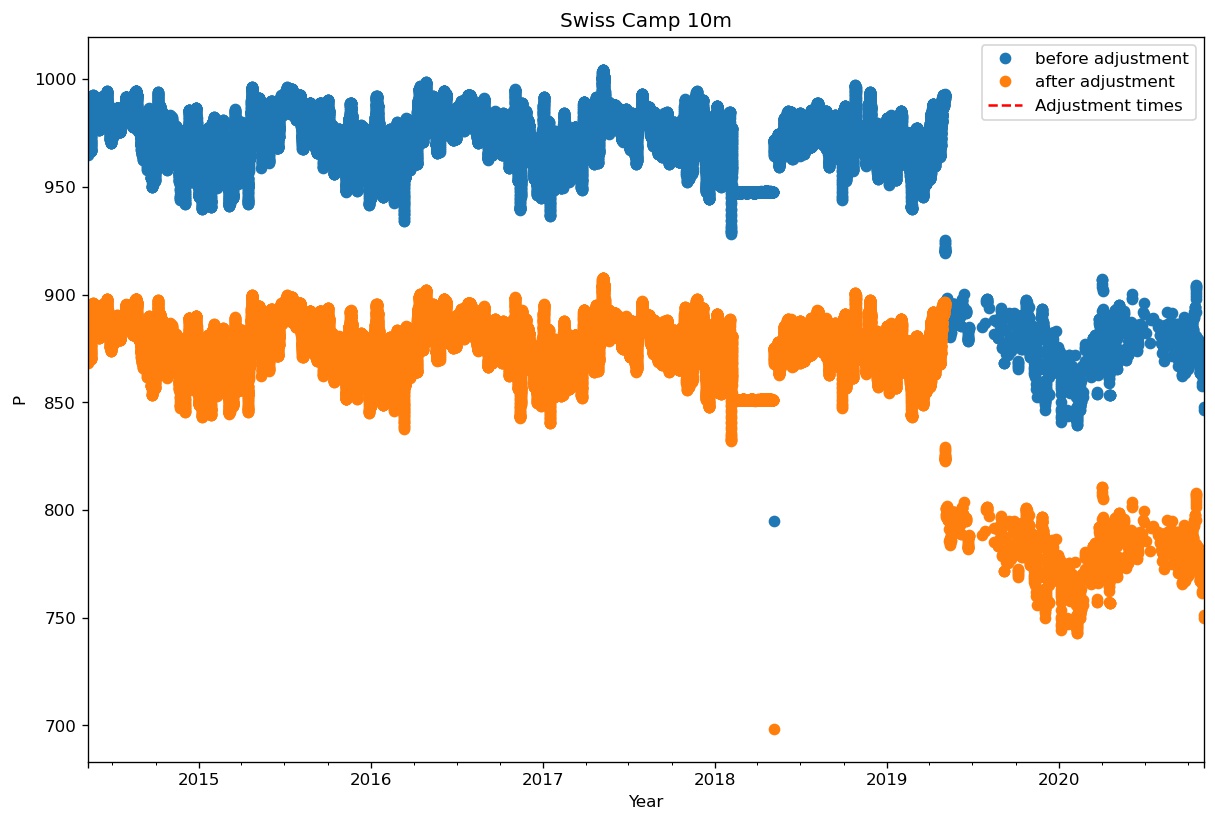 Swiss Camp 10m
before adjustment
after adjustment
Adjustment times
1000
950
900
850
800
750
700
P
2015 2016 2017 2018 2019 2020
Year